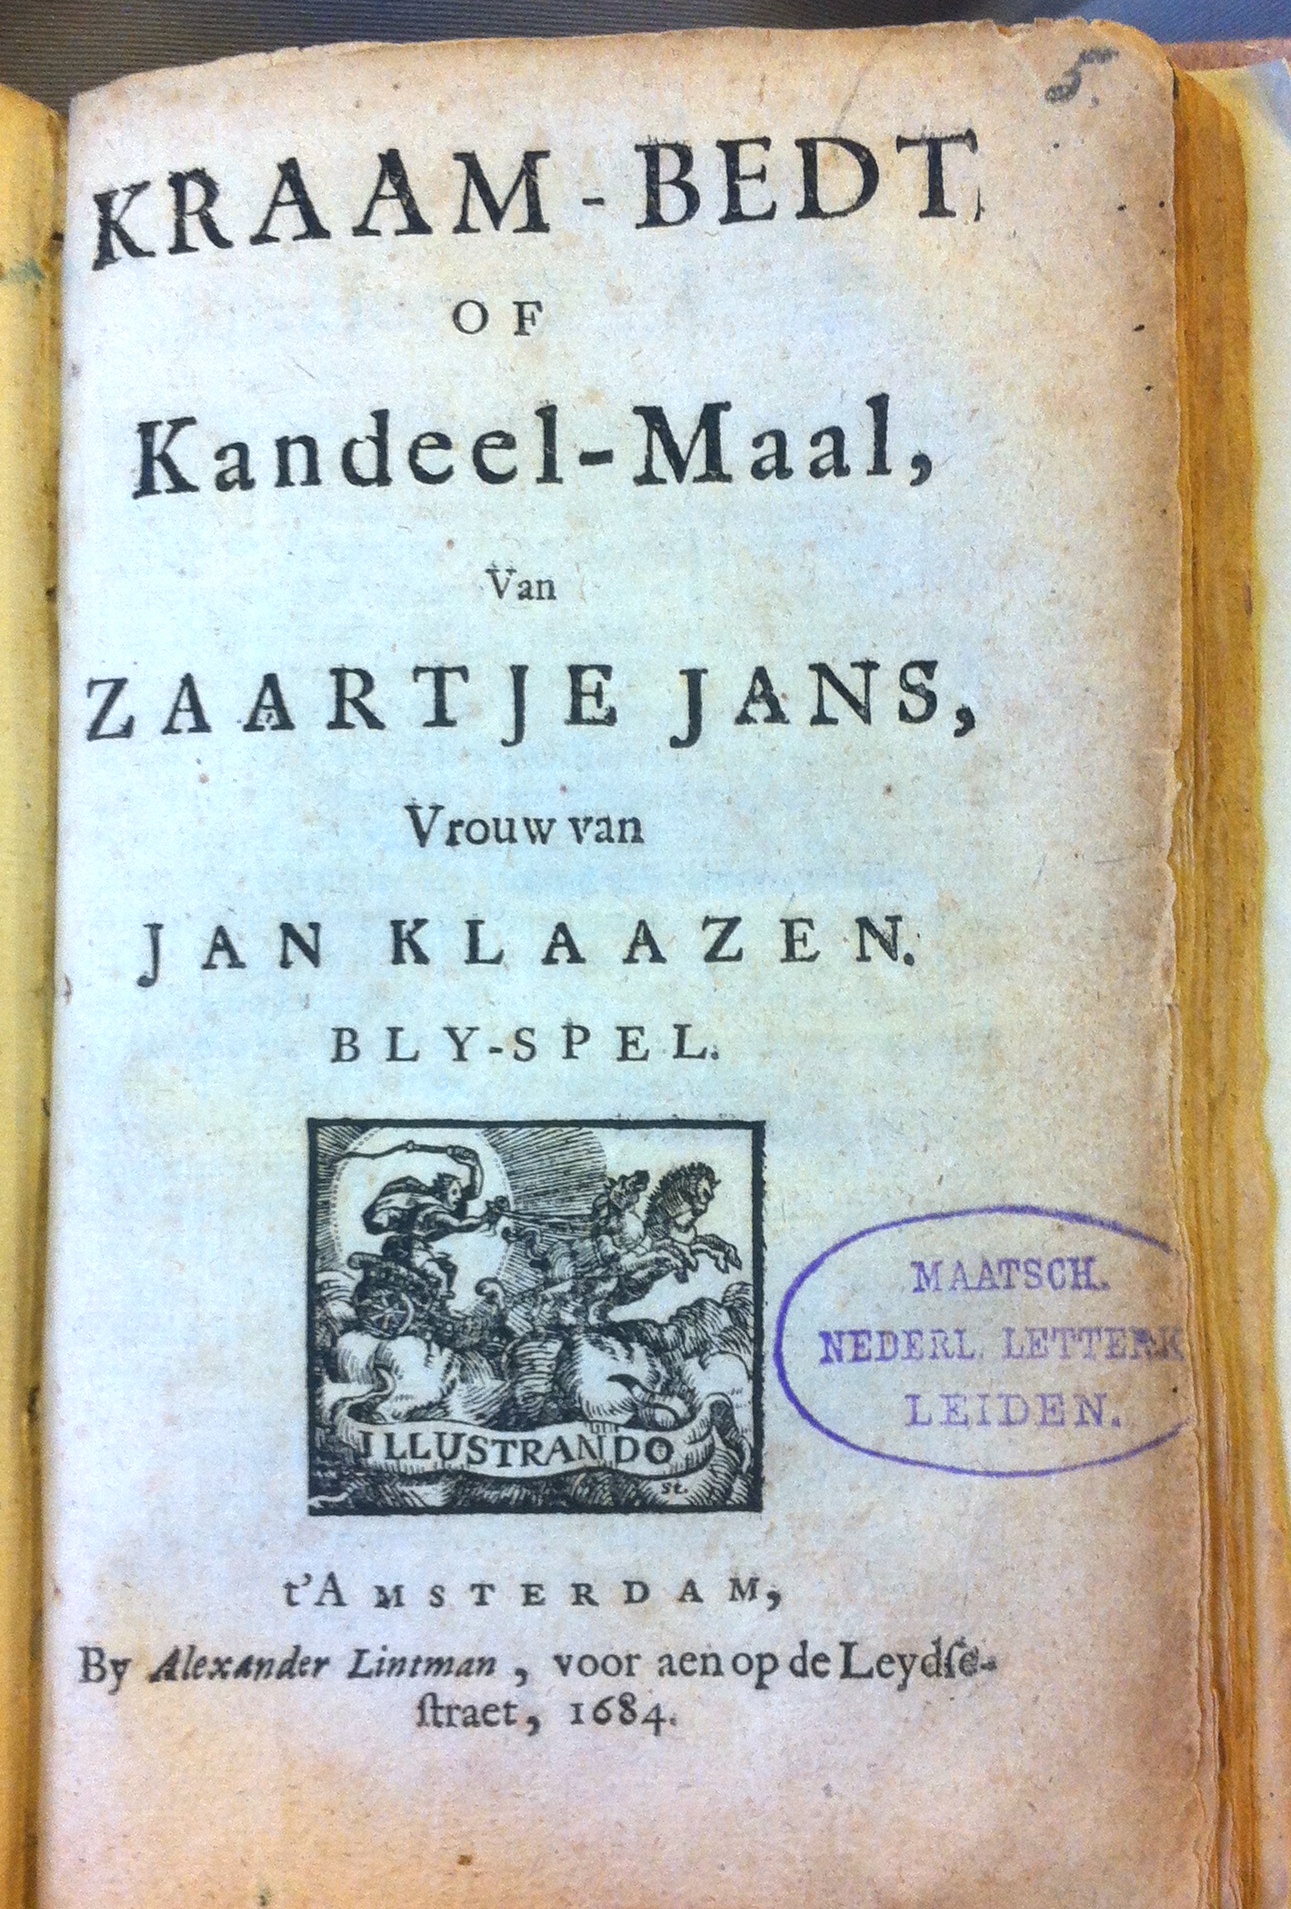 5.
KRAAM-BEDT,
OF
Kandeel-Maal,
Van
ZAARTJE JANS,
Vrouw van
JAN KLAAZEN.
BLY-SPEL.
ILLUSTRANDO
st.
MAATSCH.
NEDERL. LETTERK
LEIDEN.
t'AMSTERDAM,
By Alexander Lintman, voor aen op de Leydſe-
ſtraet, 1684.